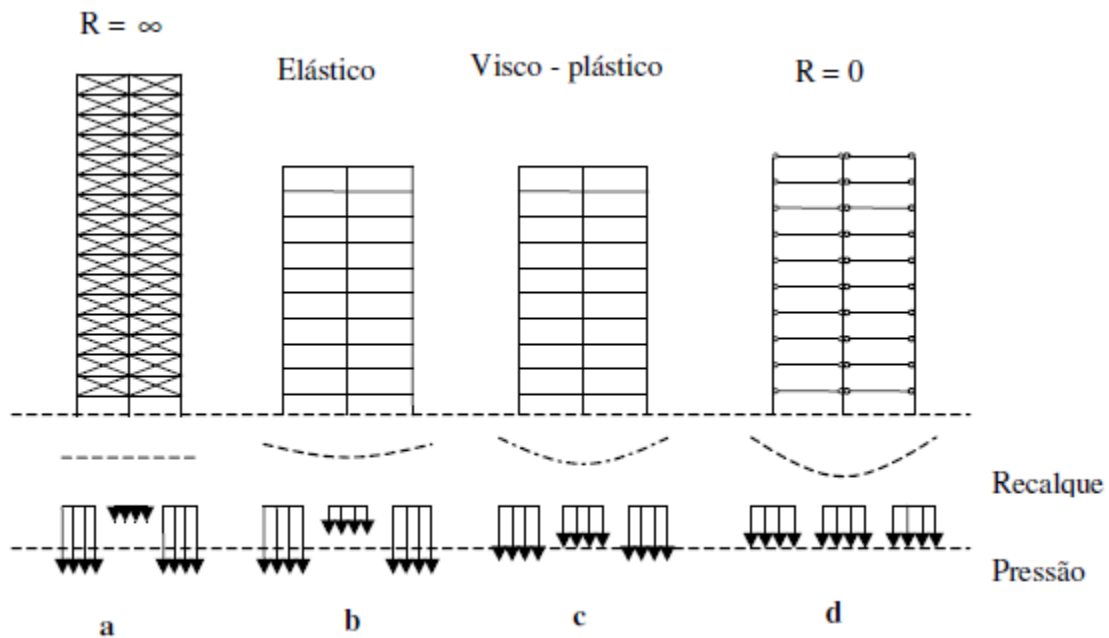 R = ∞
Elástico
Visco - plástico
R = 0
Recalque
Pressão
a
b
c
d